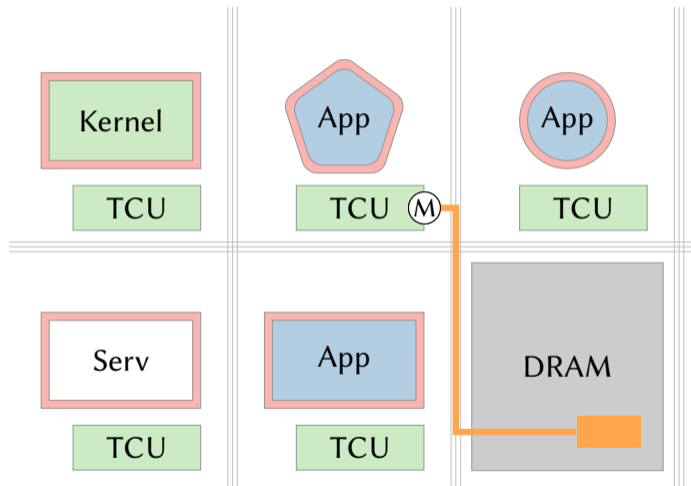 Kernel
App
App
TCU
TCU
M
TCU
Serv
App
DRAM
TCU
TCU